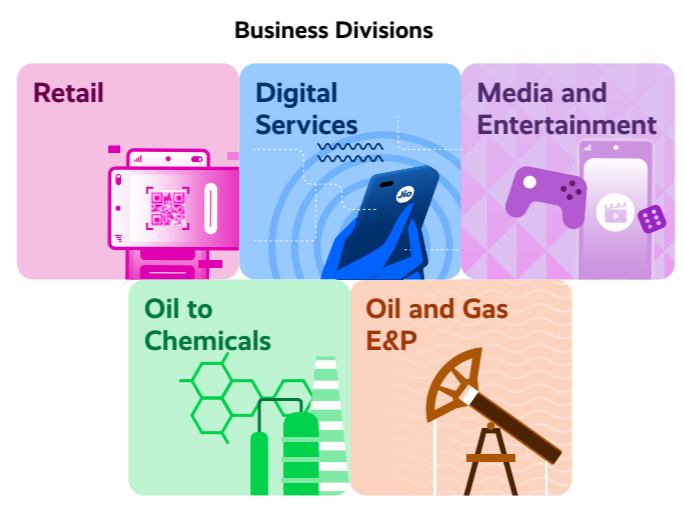 Business Divisions
Retail
Digital
Services
Media and
Entertainment
Jio
Oil to
Chemicals
Oil and Gas
E&P